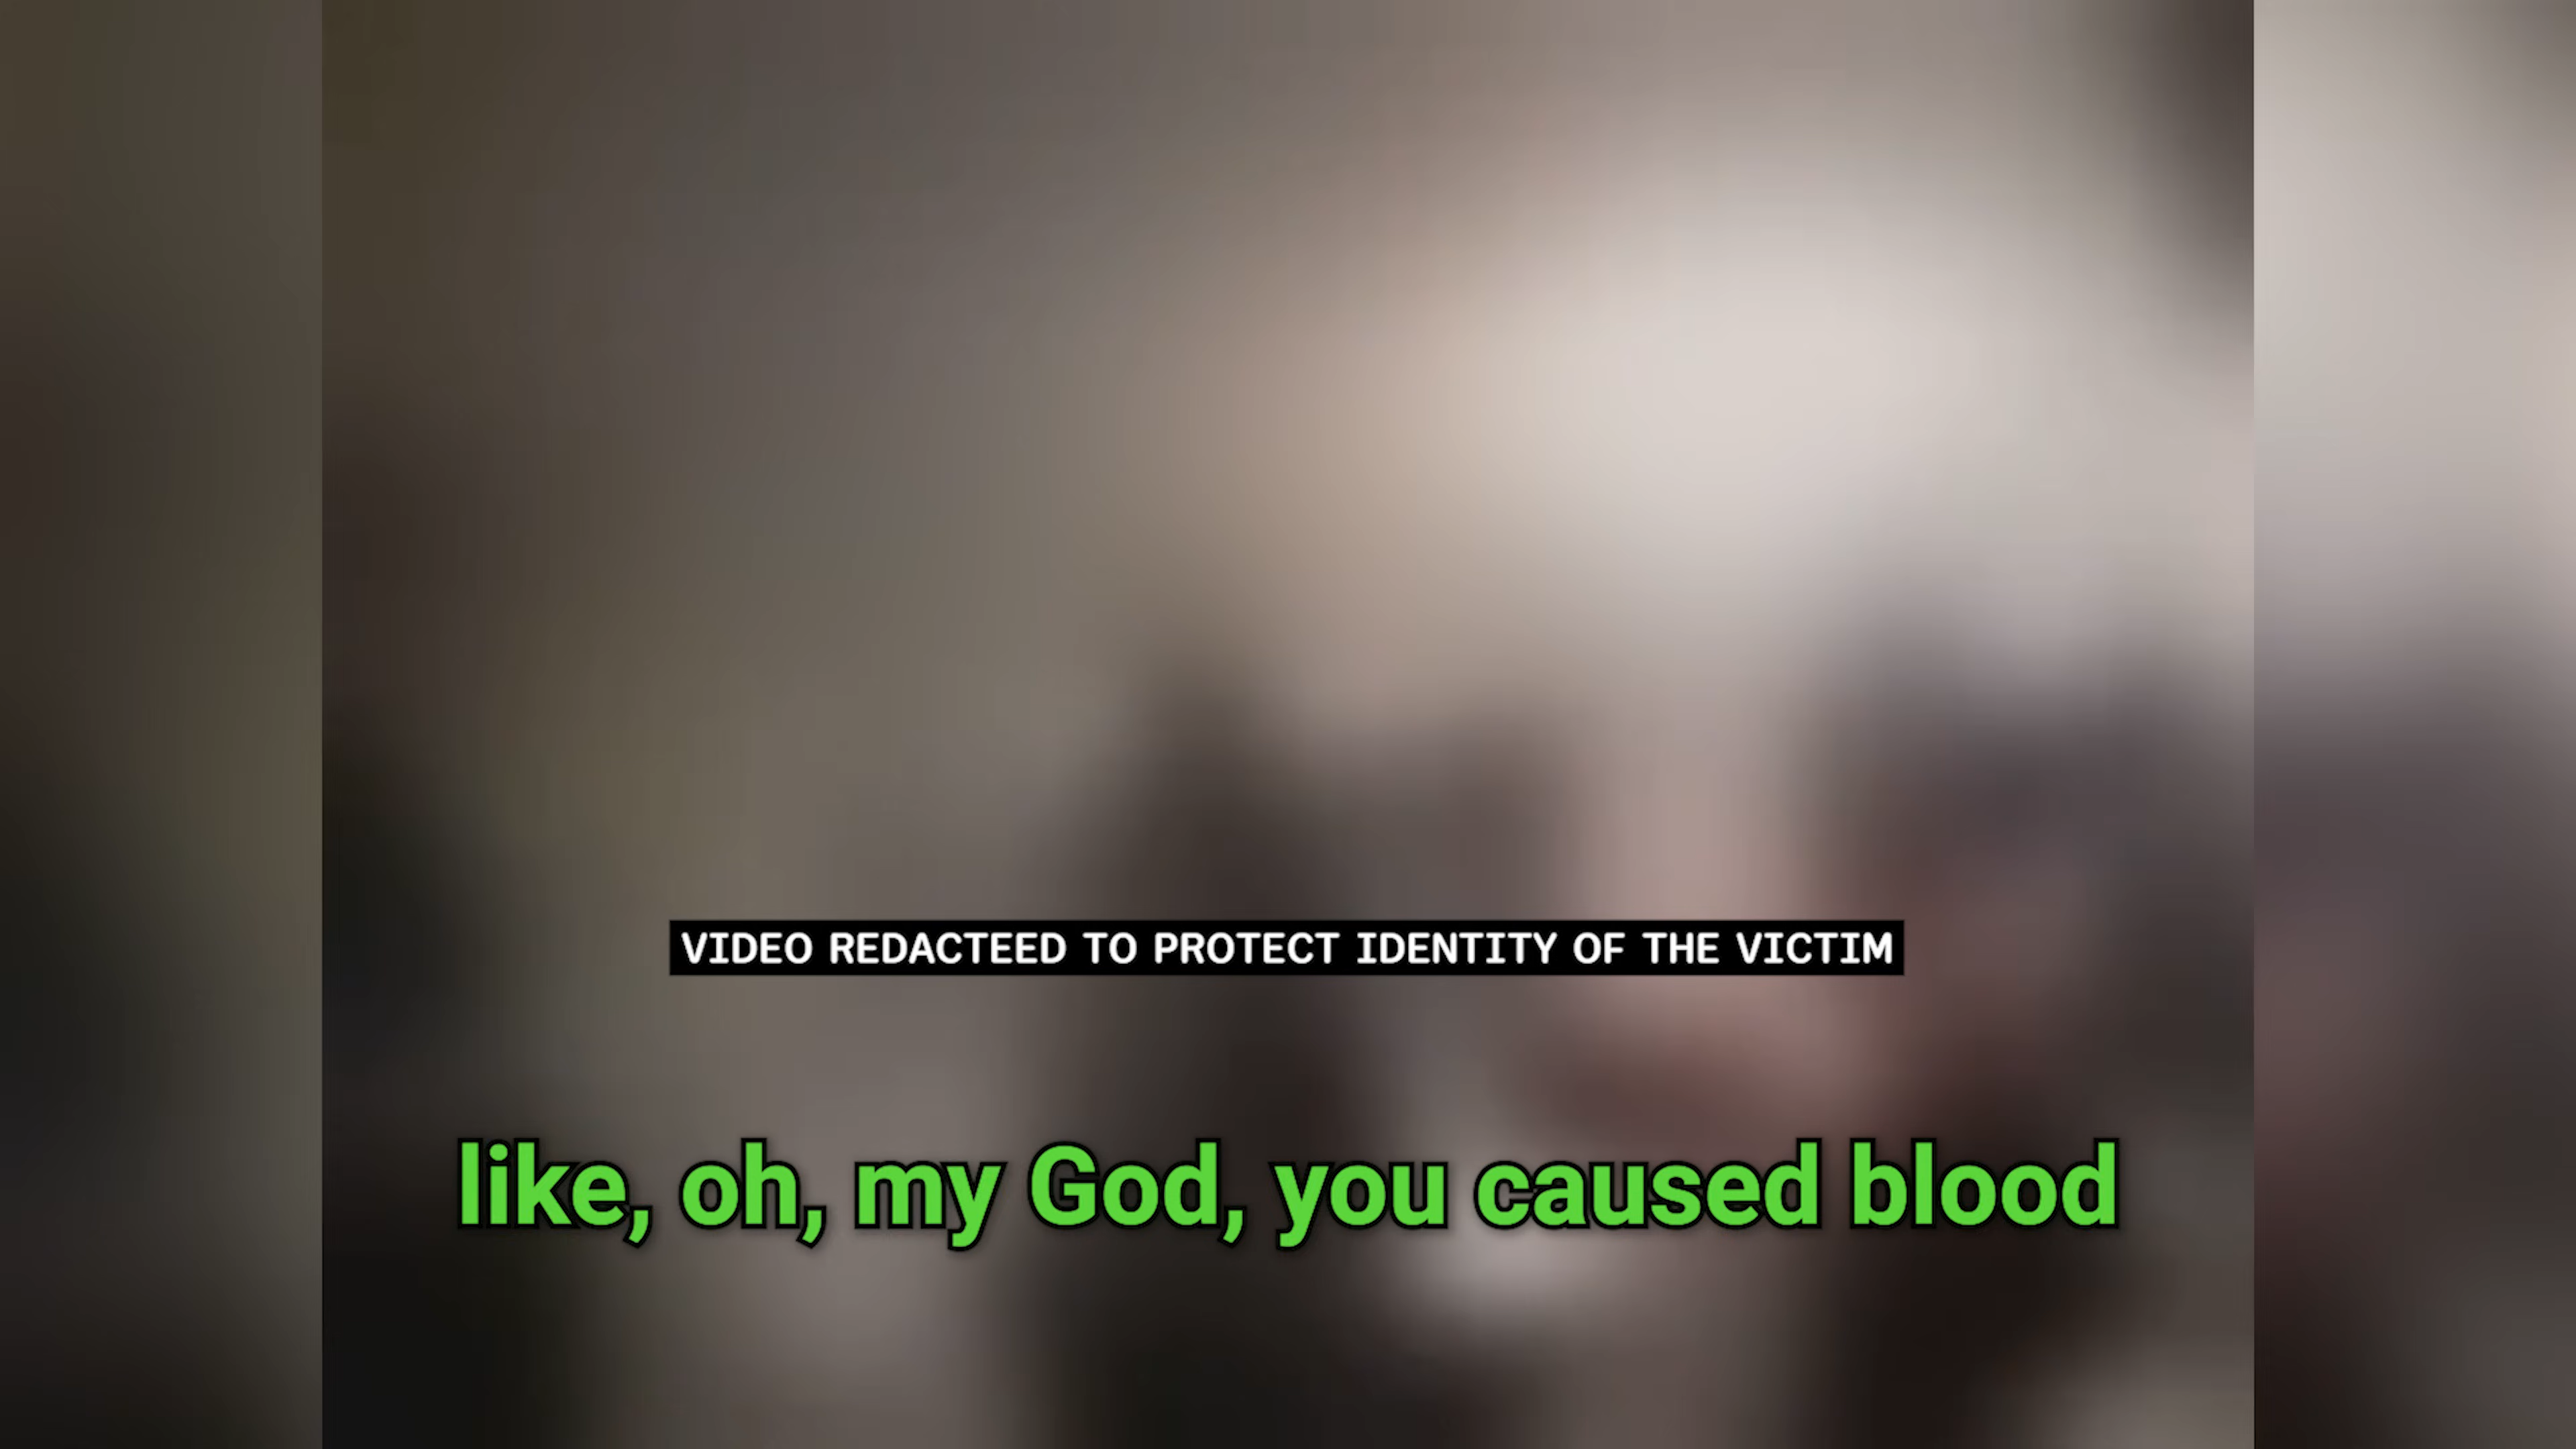 VIDEO REDACTEED TO PROTECT IDENTITY OF THE VICTIM
like, oh, my God, you caused blood